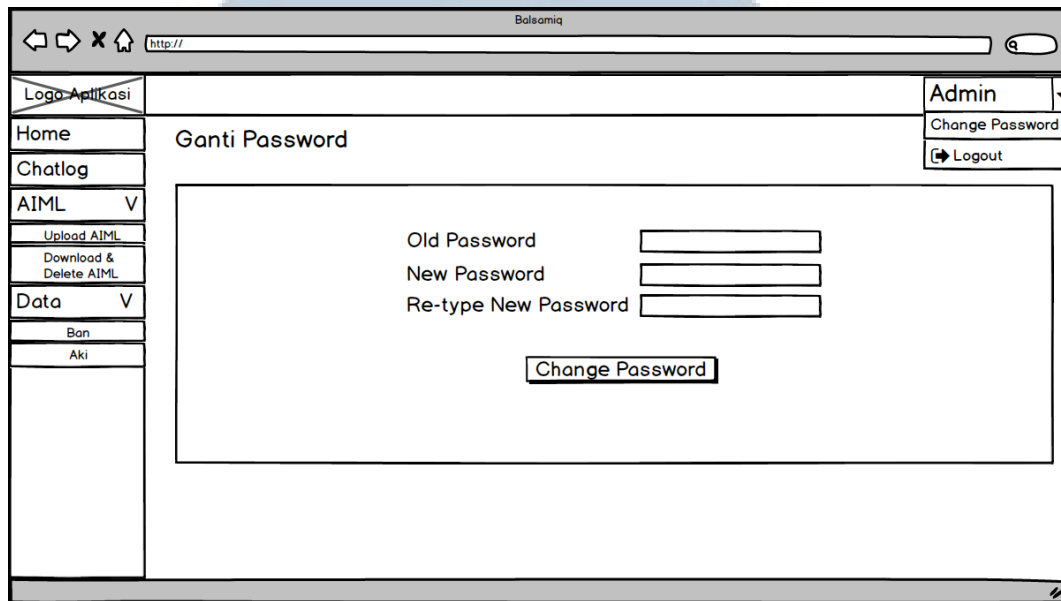 Balsamiq
http://
Logo Aplikasi
Admin
Change Password
Logout
Home
Chatlog
AIML V
Upload AIML
Download &
Delete AIML
Data V
Ban
Aki
Ganti Password
Old Password
New Password
Re-type New Password
Change Password